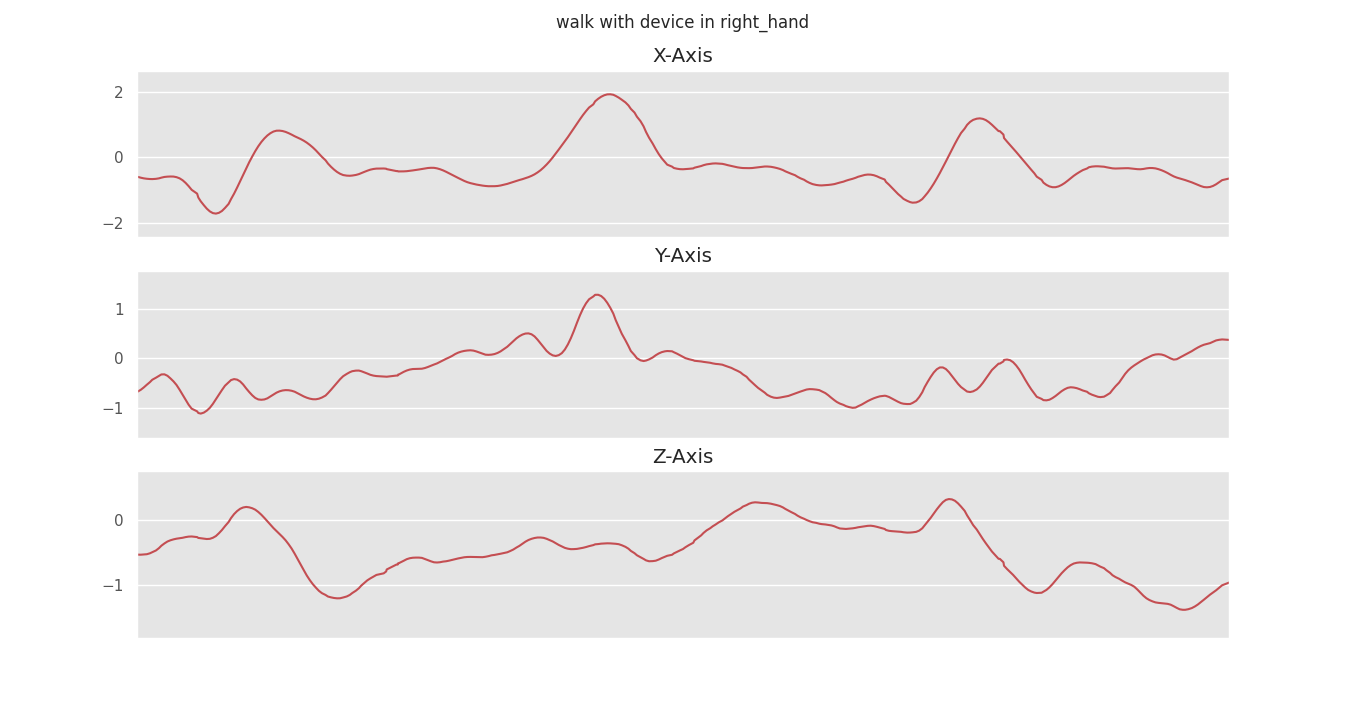 walk with device in right_hand
X-Axis
2
0
−2
Y-Axis
1
0
−1
Z-Axis
0
−1